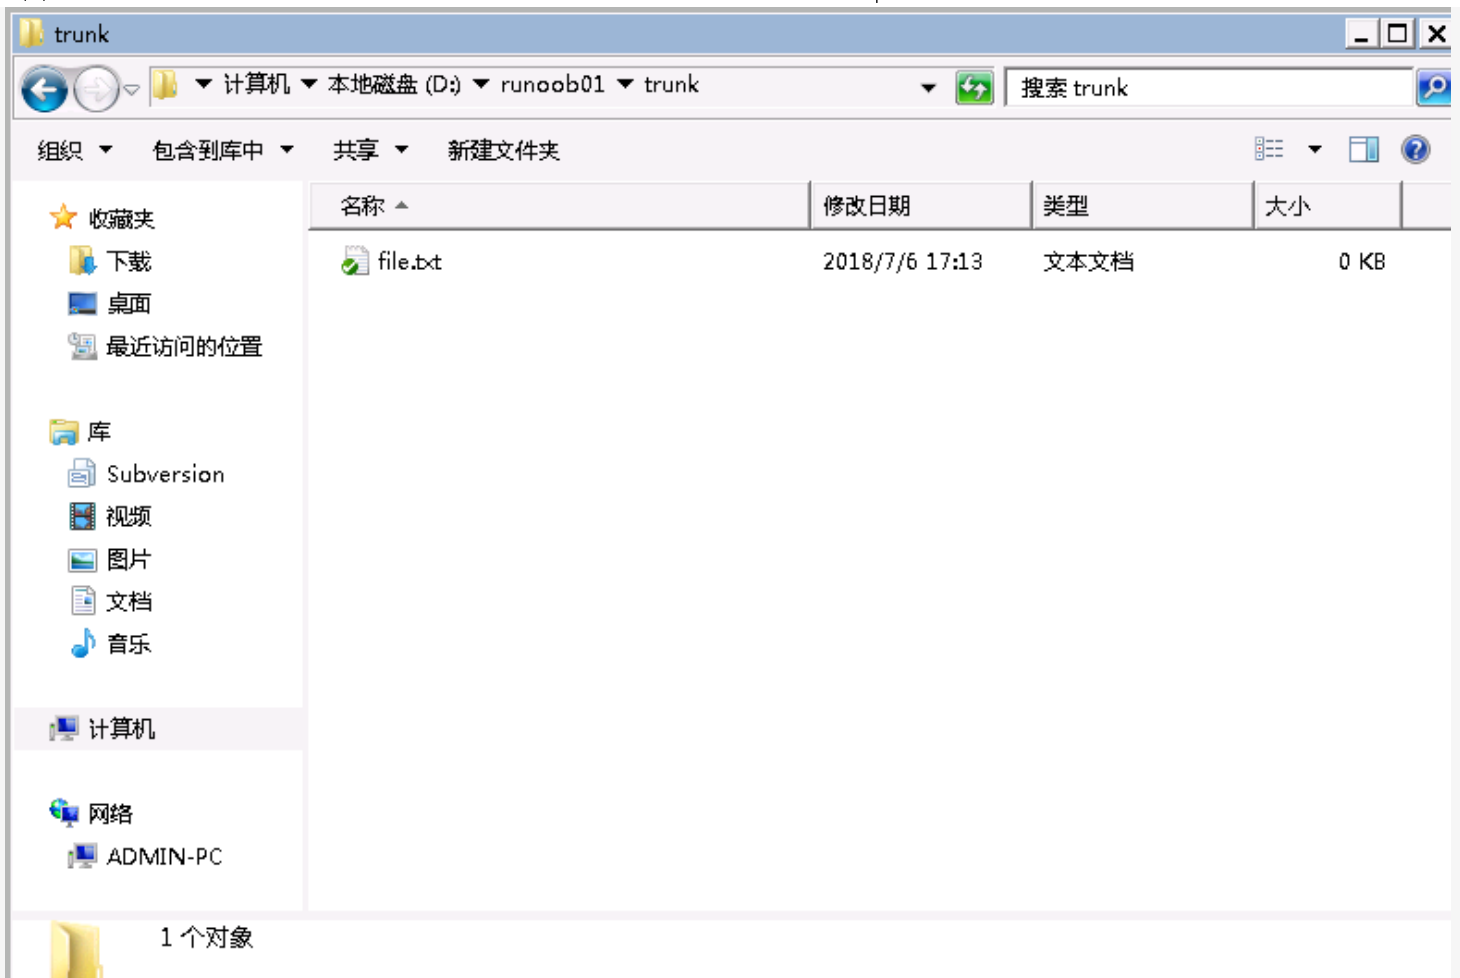 trunk
计算机 本地磁盘 (D:) runoob01 trunk
搜索 trunk
组织 包含到库中 共享 新建文件夹
名称 修改日期 类型 大小
file.txt 2018/7/6 17:13 文本文档 0 KB
收藏夹
下载
桌面
最近访问的位置
库
Subversion
视频
图片
文档
音乐
计算机
网络
ADMIN-PC
1 个对象